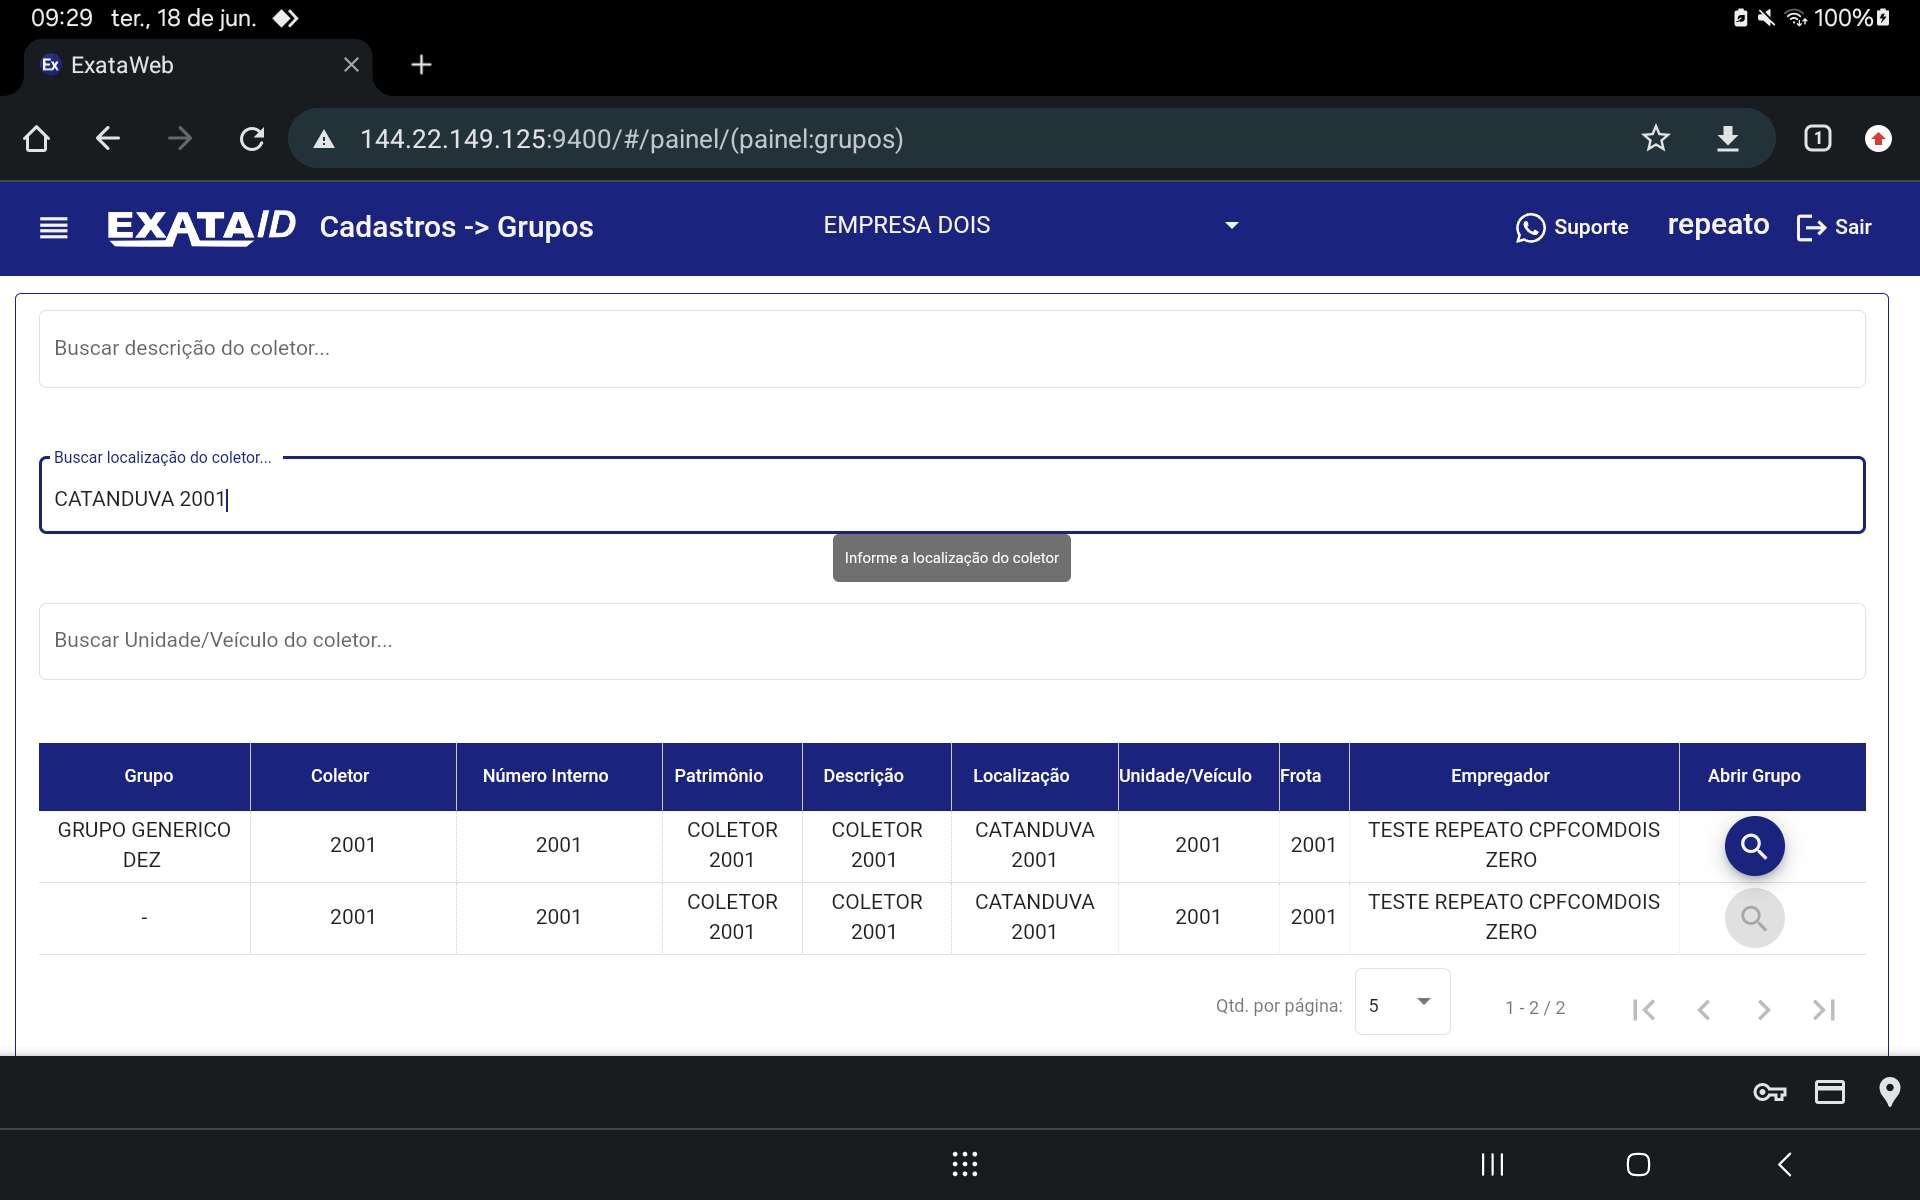 09:29 ter., 18 de jun. 100%
Ex ExataWeb
144.22.149.125:9400/#/painel/(painel:grupos) 1
EXATA/D Cadastros -> Grupos EMPRESA DOIS Suporte repeato Sair
Buscar descrição do coletor...
Buscar localização do coletor...
CATANDUVA 2001
Informe a localização do coletor
Buscar Unidade/Veículo do coletor...
Grupo Coletor Número Interno Patrimônio Descrição Localização Unidade/Veículo Frota Empregador Abrir Grupo
GRUPO GENERICO DEZ 2001 2001 COLETOR 2001 COLETOR 2001 CATANDUVA 2001 2001 2001 TESTE REPEATO CPFCOMDOIS ZERO
- 2001 2001 COLETOR 2001 COLETOR 2001 CATANDUVA 2001 2001 2001 TESTE REPEATO CPFCOMDOIS ZERO
Qtd. por página: 5 1 - 2 / 2